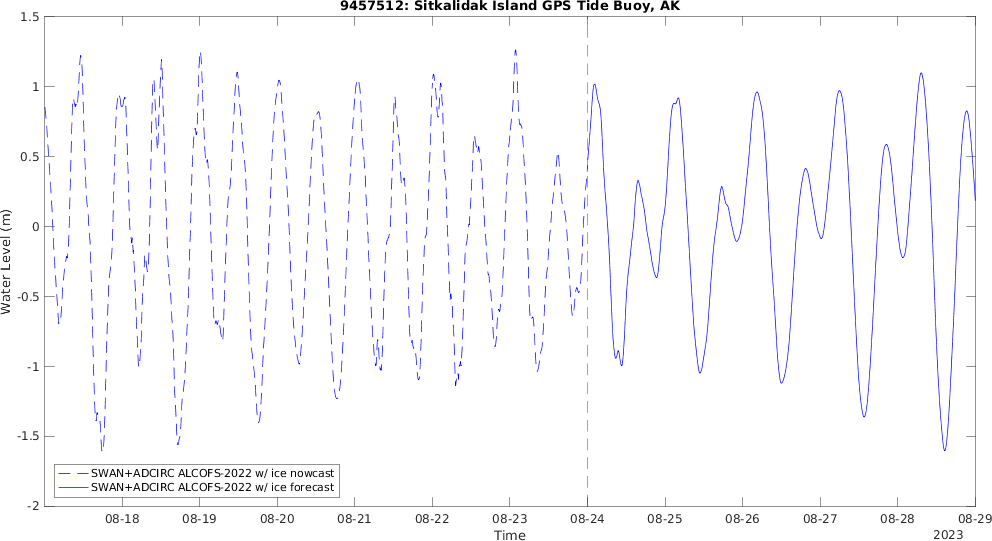 9457512: Sitkalidak Island GPS Tide Buoy, AK
1.5
1
0.5
0
-0.5
-1
-1.5
-2
Water Level (m)
SWAN+ADCIRC ALCOFS-2022 w/ ice nowcast
SWAN+ADCIRC ALCOFS-2022 w/ ice forecast
08-18 08-19 08-20 08-21 08-22 08-23 08-24 08-25 08-26 08-27 08-28 08-29
Time
2023